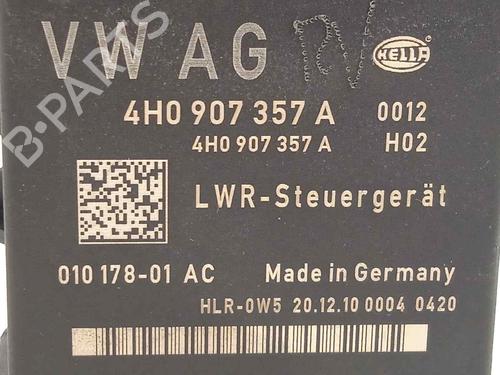 VW AG
HELLA
4H0 907 357 A 0012
4H0 907 357 A H02
LWR-Steuergerät
010 178-01 AC Made in Germany
HLR-0W5 20.12.10 0004 0420
B-PARTS